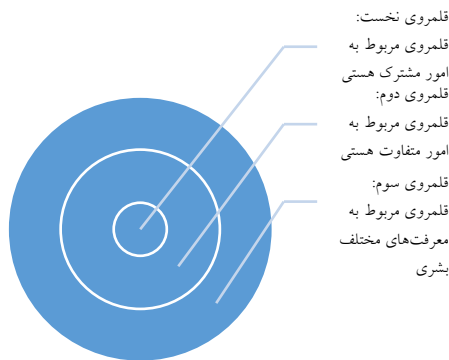 قلمروی نخست:
قلمروی مربوط به
امور مشترک هستی
قلمروی دوم:
قلمروی مربوط به
امور متفاوت هستی
قلمروی سوم:
قلمروی مربوط به
معرفت‌های مختلف
بشری